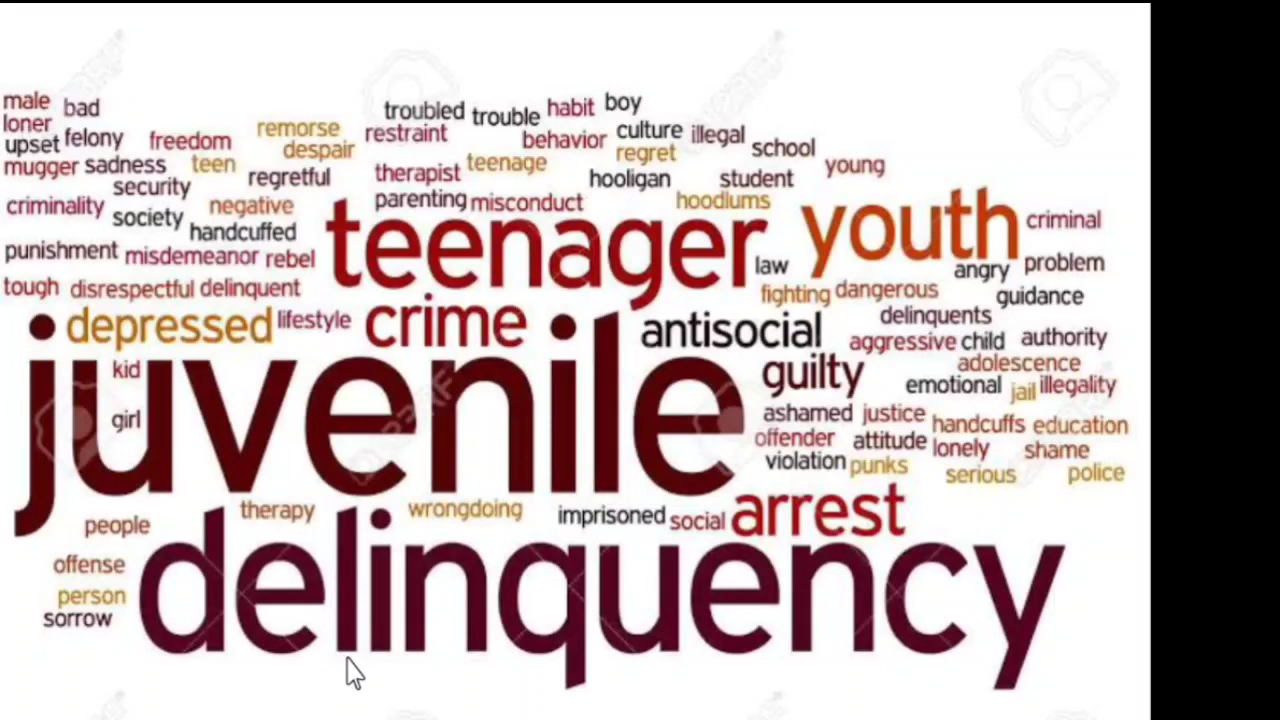 male bad troubled trouble habit boy
loner upset felony freedom remorse restraint behavior culture illegal school
mugger sadness teen despair therapist teenage regret young
security regretful hooligan student
criminality society negative parenting misconduct hoodlums
handcuffed teenager youth criminal
punishment misdemeanor rebel law angry problem
tough disrespectful delinquent fighting dangerous guidance
depressed lifestyle crime antisocial delinquents
aggressive child authority
juvenile kid guilty adolescence
emotional jail illegality
girl ashamed justice handcuffs education
offender attitude lonely shame
violation punks serious police
people therapy wrongdoing imprisoned social arrest
offense delinquency
person
sorrow